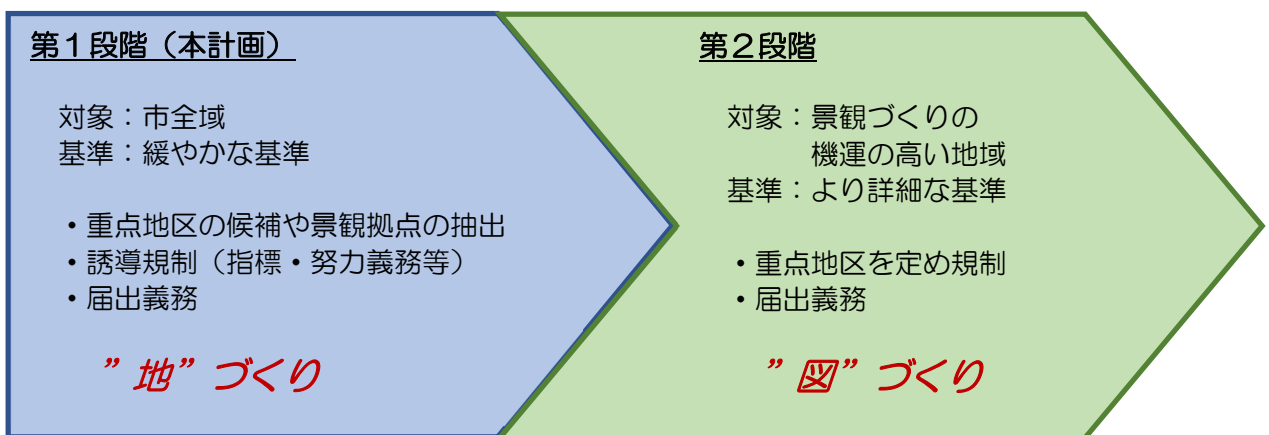 第１段階（本計画）
対象：市全域
基準：緩やかな基準
・重点地区の候補や景観拠点の抽出
・誘導規制（指標・努力義務等）
・届出義務
”地”づくり
第２段階
対象：景観づくりの
機運の高い地域
基準：より詳細な基準
・重点地区を定め規制
・届出義務
”図”づくり